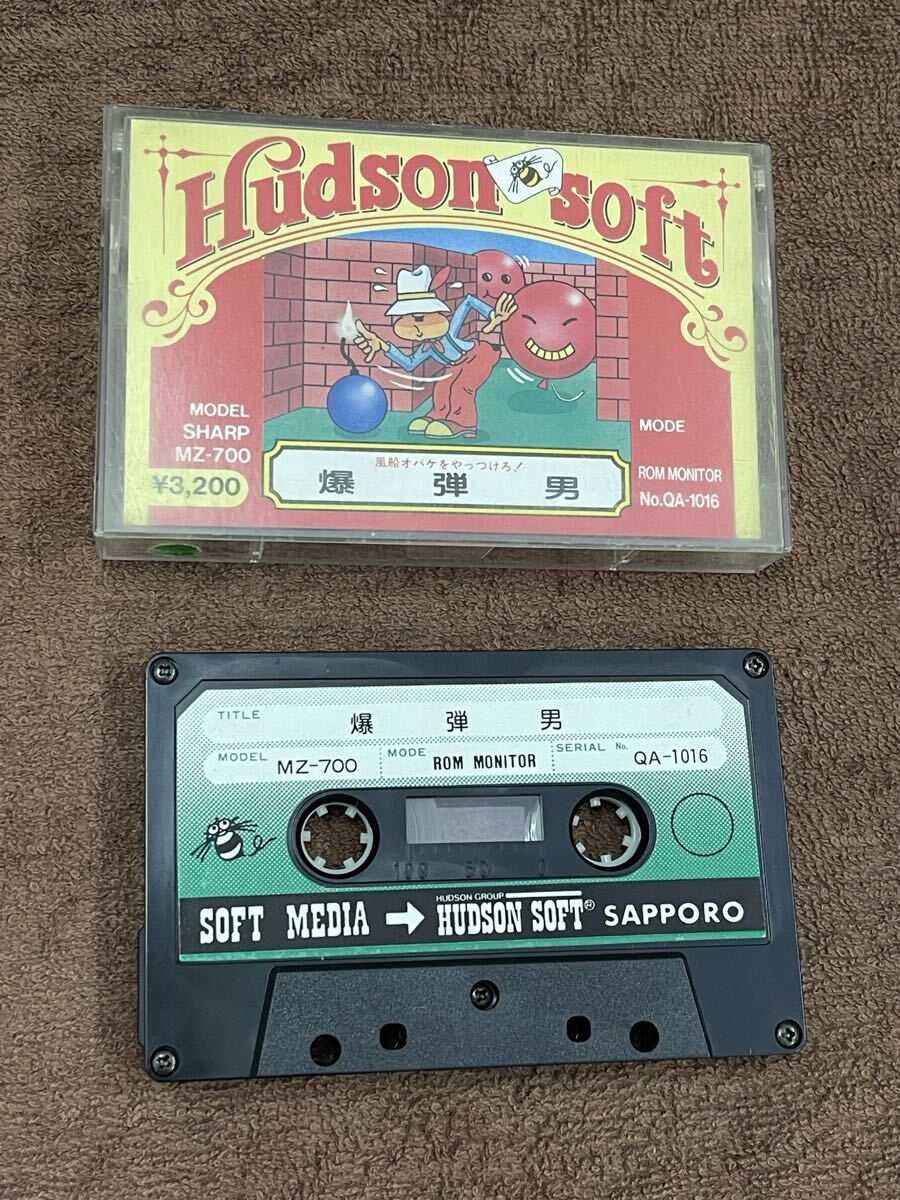 Hudson soft
MODEL
SHARP
MZ-700
¥3,200
風船オバケをやっつけろ!
爆弾男
MODE
ROM MONITOR
No.QA-1016
TITLE 爆弾男
MODEL MZ-700 MODE ROM MONITOR SERIAL No. QA-1016
100 50 0
HUDSON GROUP
SOFT MEDIA → HUDSON SOFT® SAPPORO